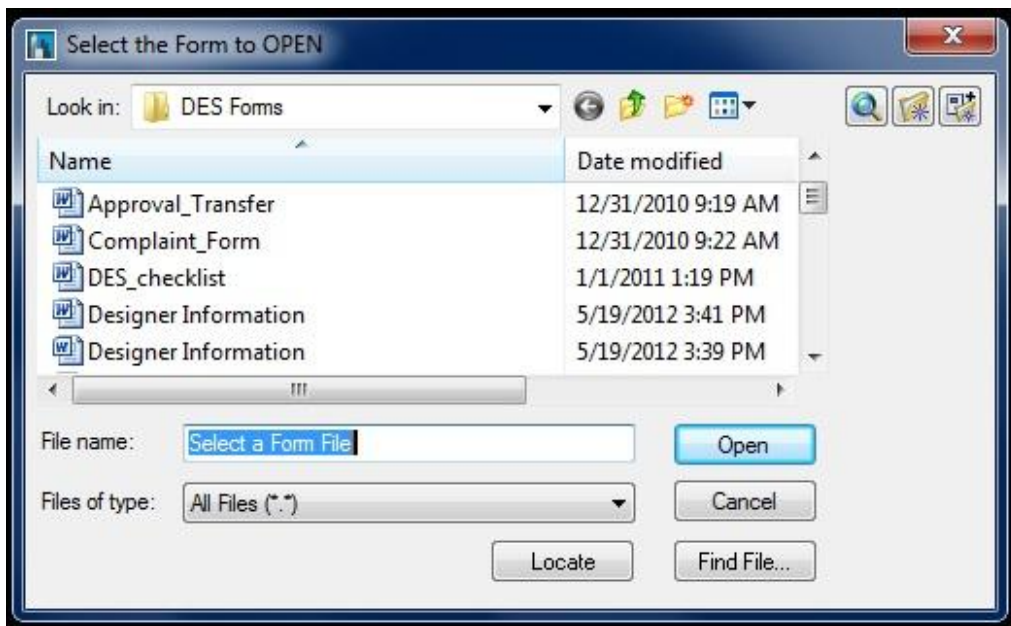 Select the Form to OPEN
Look in: DES Forms
Name Date modified
Approval_Transfer 12/31/2010 9:19 AM
Complaint_Form 12/31/2010 9:22 AM
DES_checklist 1/1/2011 1:19 PM
Designer Information 5/19/2012 3:41 PM
Designer Information 5/19/2012 3:39 PM
File name: Select a Form File Open
Files of type: All Files (*.*) Cancel
Locate Find File...